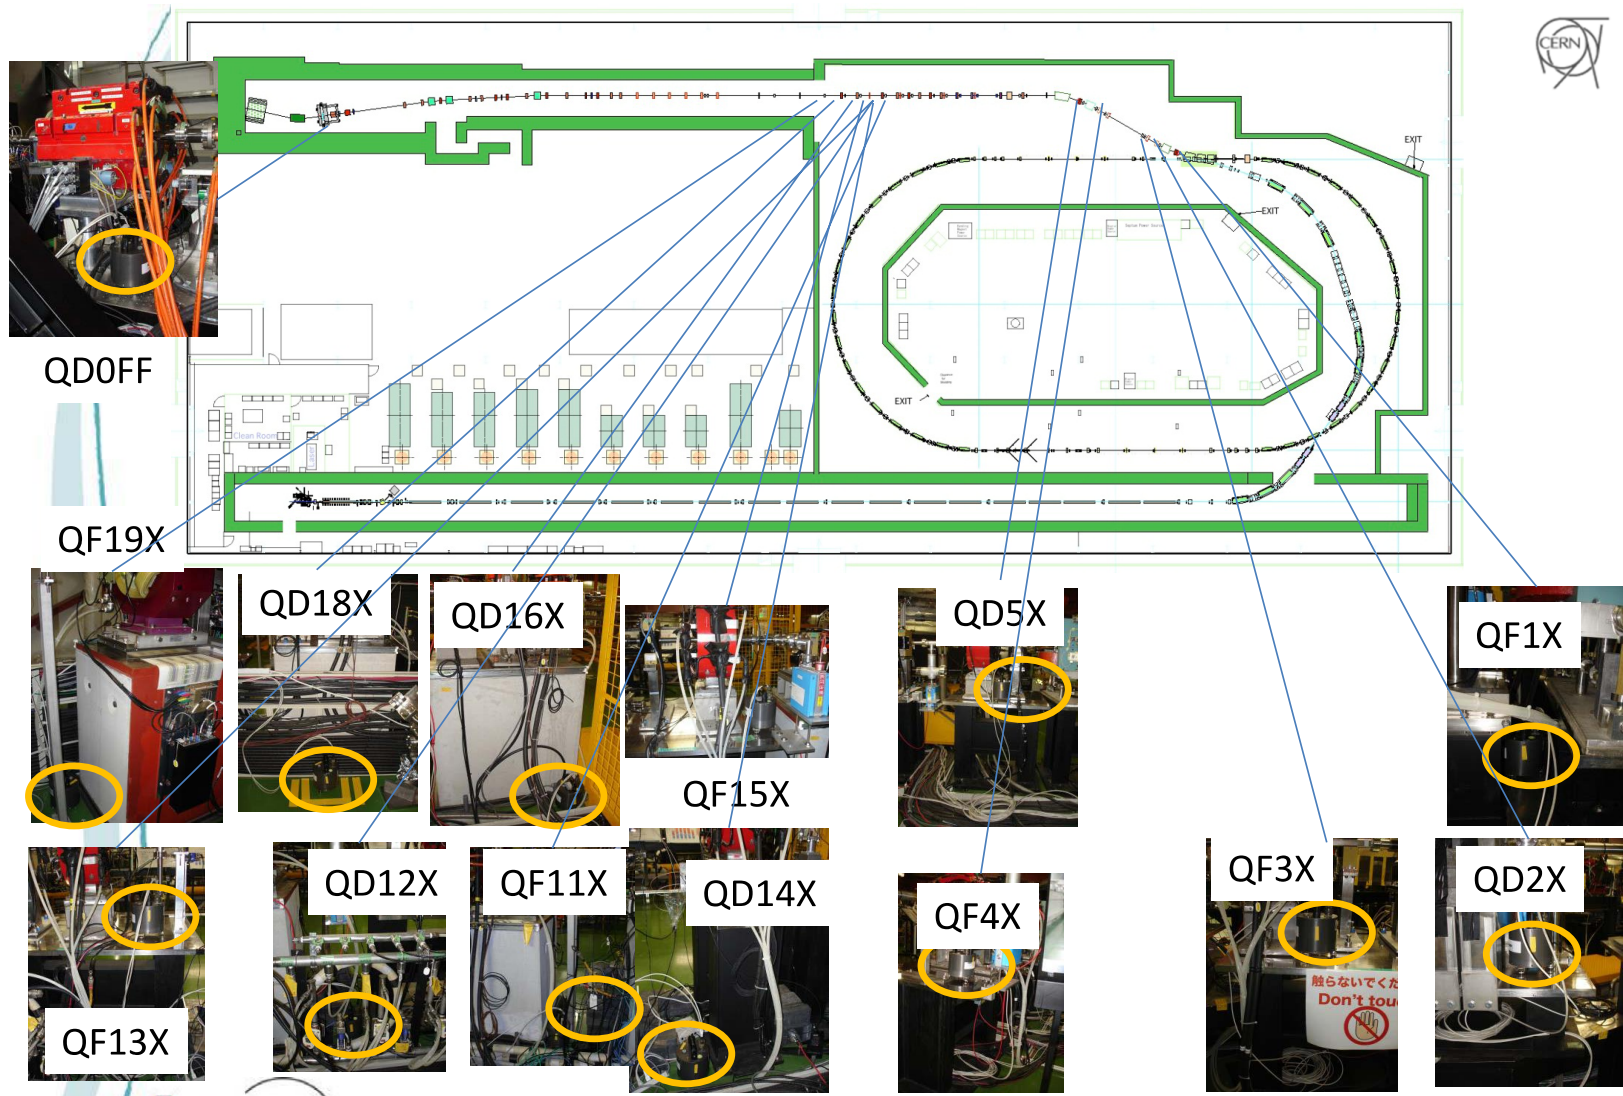 CERN
EXIT
EXIT
EXIT
Clean Room
QD0FF
QF19X
QD18X
QD16X
QF15X
QD5X
QF1X
QF13X
QD12X
QF11X
QD14X
QF4X
QF3X
QD2X
触らないでくだ
Don't touc